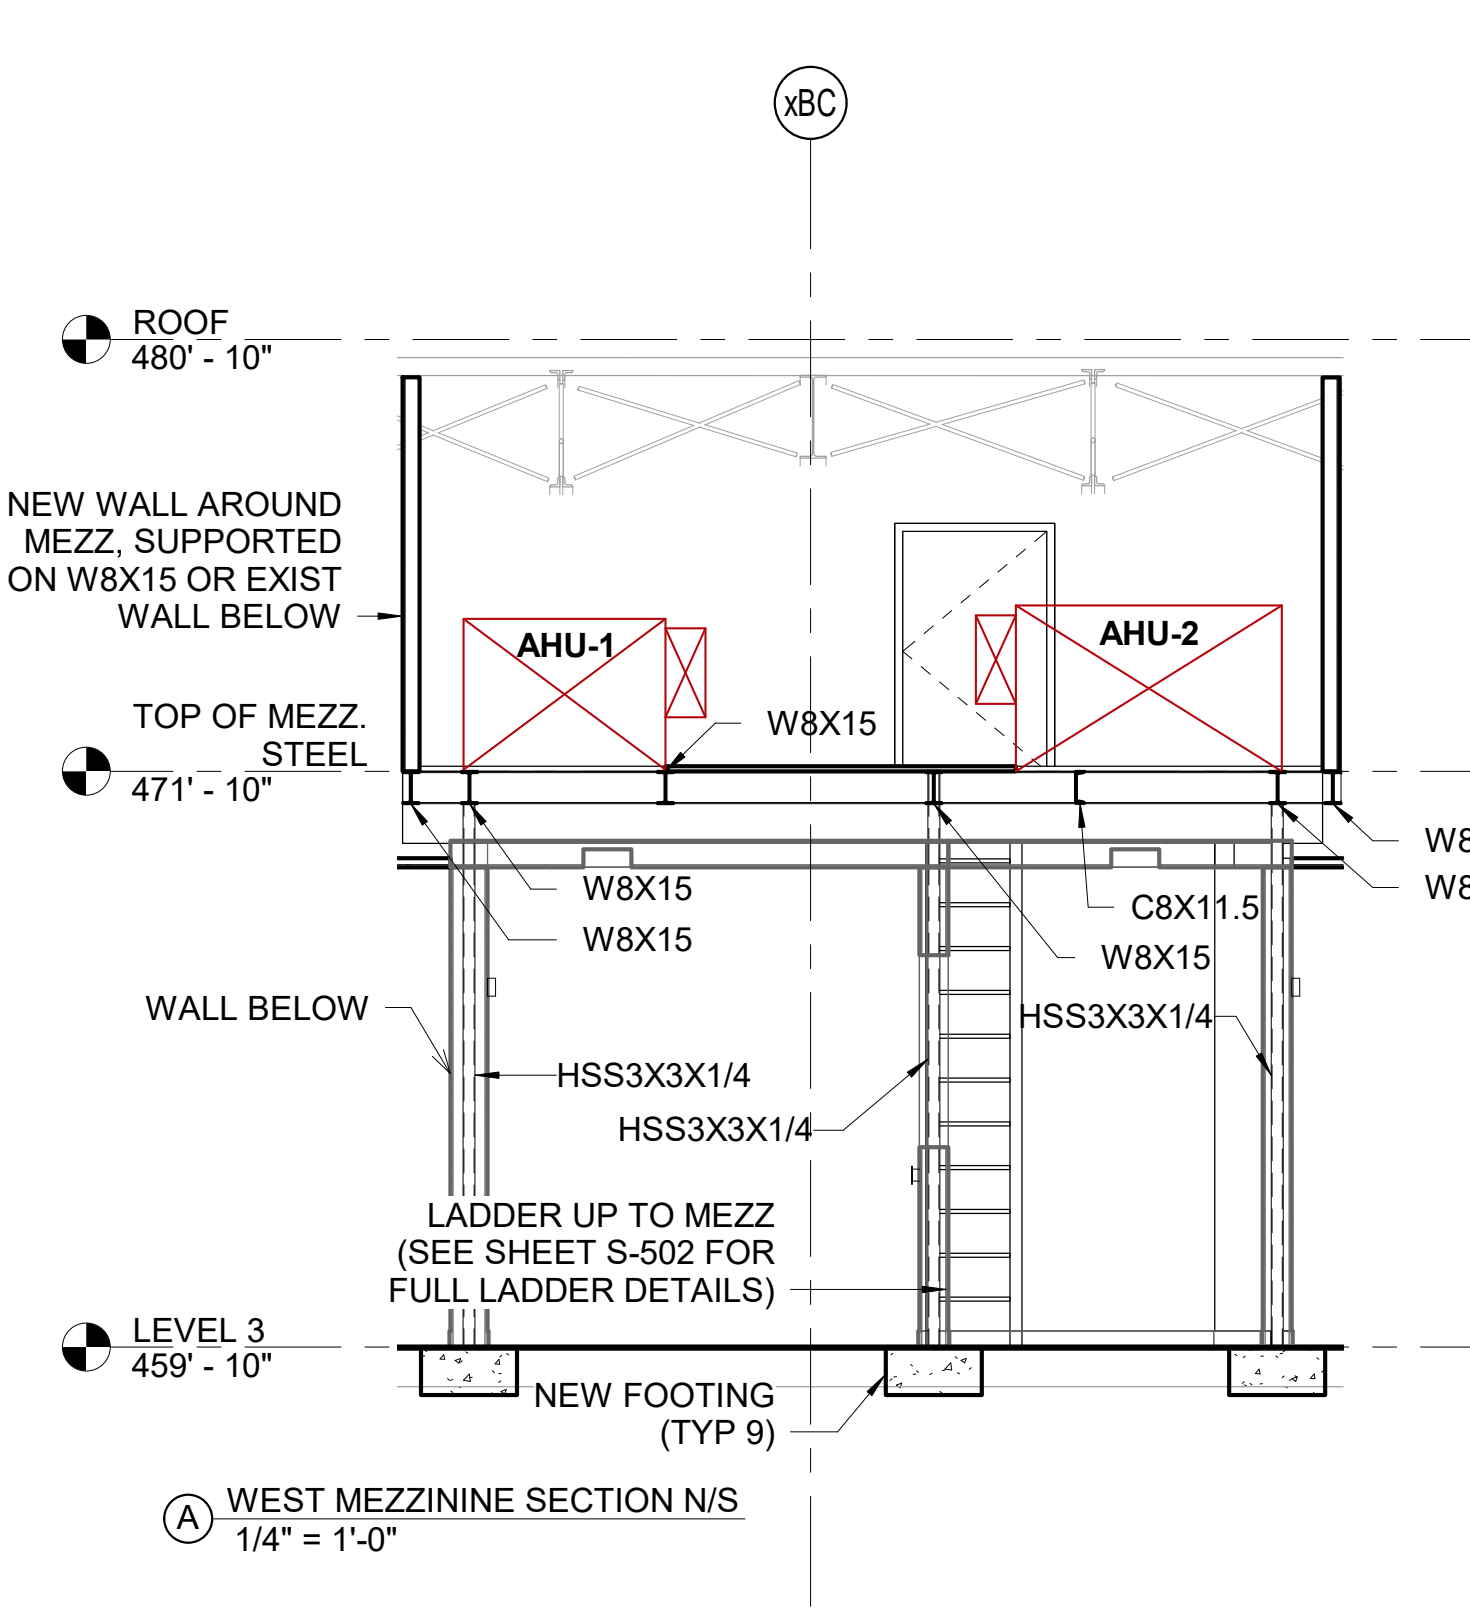 xBC
ROOF
480' - 10"
NEW WALL AROUND
MEZZ, SUPPORTED
ON W8X15 OR EXIST
WALL BELOW
AHU-1
AHU-2
W8X15
TOP OF MEZZ.
STEEL
471' - 10"
W8
W8X15
W8
C8X11.5
W8X15
W8X15
WALL BELOW
HSS3X3X1/4
HSS3X3X1/4
HSS3X3X1/4
LADDER UP TO MEZZ
(SEE SHEET S-502 FOR
FULL LADDER DETAILS)
LEVEL 3
459' - 10"
NEW FOOTING
(TYP 9)
A
WEST MEZZININE SECTION N/S
1/4" = 1'-0"